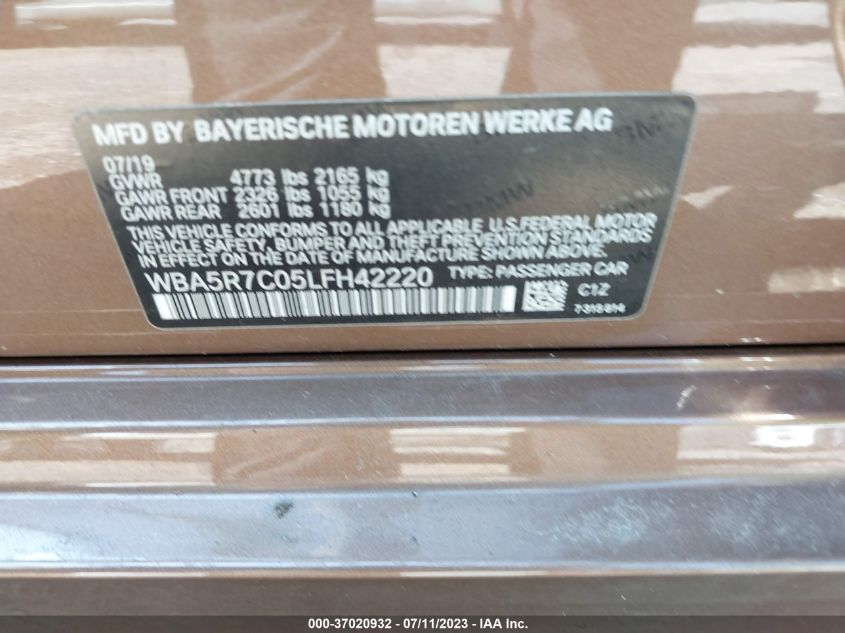 MFD BY BAYERISCHE MOTOREN WERKE AG
07/19
GVWR 4773 lbs 2165 kg
GAWR FRONT 2326 lbs 1055 kg
GAWR REAR 2601 lbs 1180 kg
THIS VEHICLE CONFORMS TO ALL APPLICABLE U.S. FEDERAL MOTOR
VEHICLE SAFETY, BUMPER AND THEFT PREVENTION STANDARDS IN
EFFECT ON THE DATE OF MANUFACTURE SHOWN ABOVE.
WBA5R7C05LFH42220 TYPE: PASSENGER CAR
C1Z
7319814
000-37020932 - 07/11/2023 - IAA Inc.